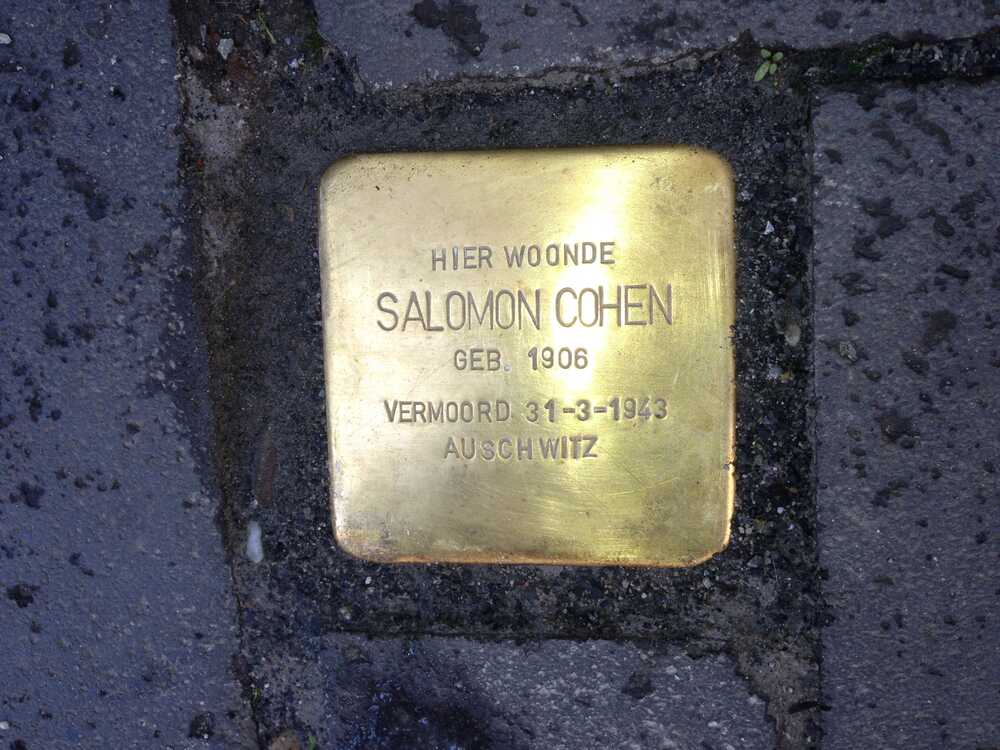 HIER WOONDE
SALOMON COHEN
GEB. 1906
VERMOORD 31-3-1943
AUSCHWITZ